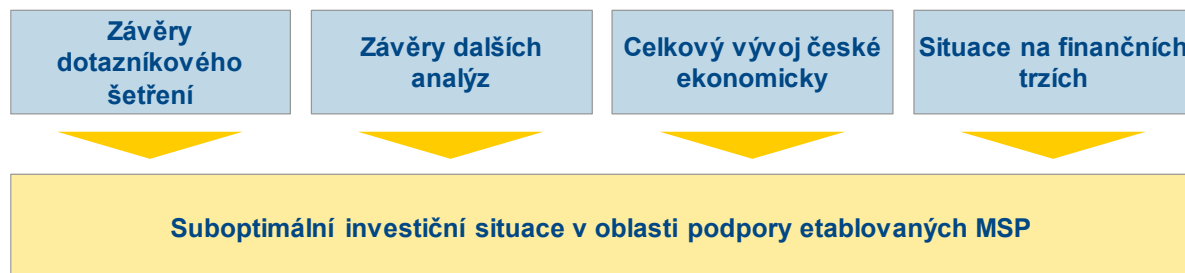 Závěry
dotazníkového
šetření
Závěry dalších
analýz
Celkový vývoj české
ekonomicky
Situace na finančních
trzích
Suboptimální investiční situace v oblasti podpory etablovaných MSP